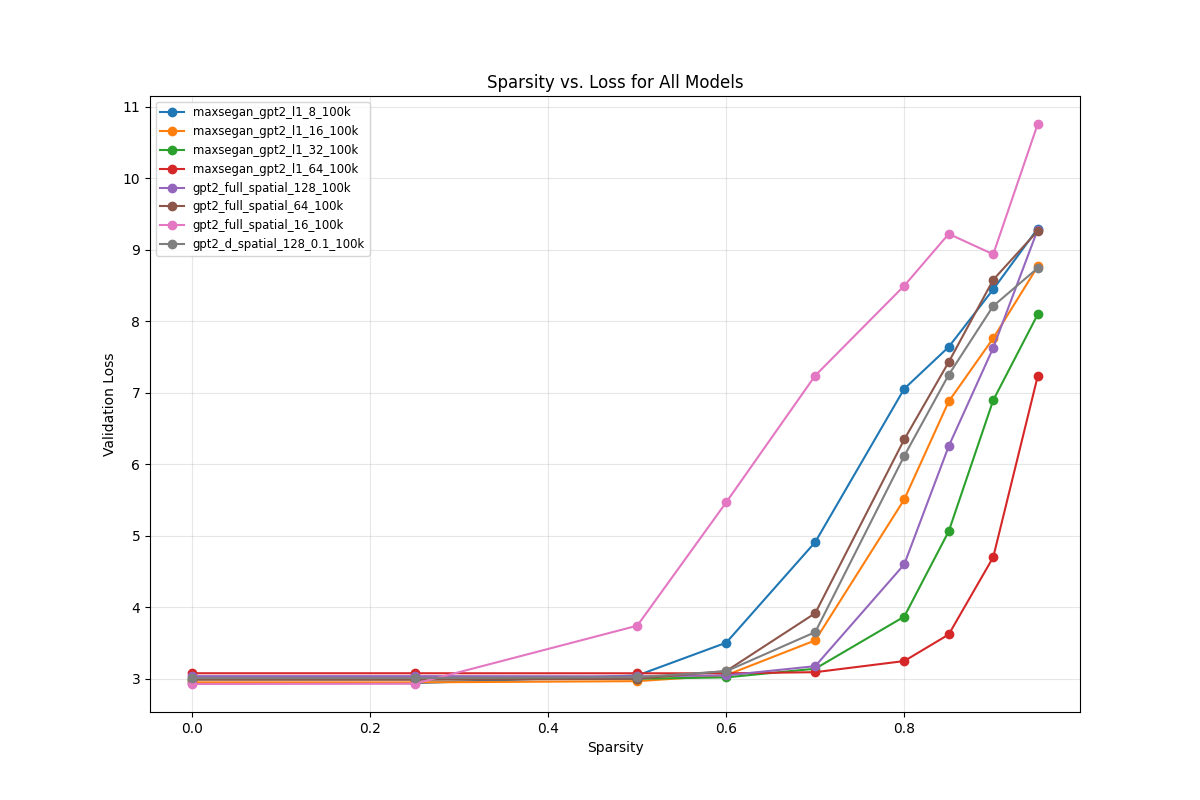 Sparsity vs. Loss for All Models
maxsegan_gpt2_l1_8_100k
maxsegan_gpt2_l1_16_100k
maxsegan_gpt2_l1_32_100k
maxsegan_gpt2_l1_64_100k
gpt2_full_spatial_128_100k
gpt2_full_spatial_64_100k
gpt2_full_spatial_16_100k
gpt2_d_spatial_128_0.1_100k
11
10
9
8
7
6
5
4
3
Validation Loss
0.0 0.2 0.4 0.6 0.8
Sparsity